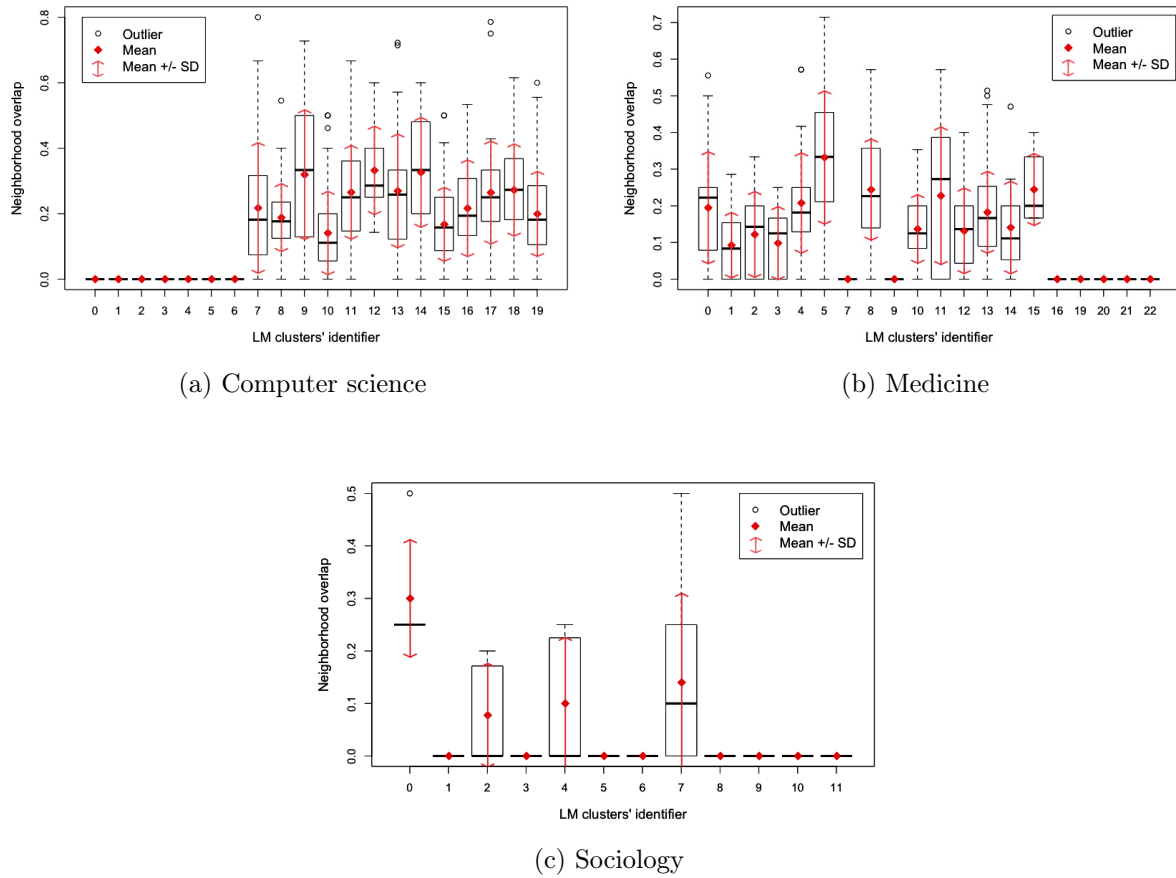 Outlier
Mean
Mean +/- SD
Neighborhood overlap
0.0 0.2 0.4 0.6 0.8
0 1 2 3 4 5 6 7 8 9 10 11 12 13 14 15 16 17 18 19
LM clusters' identifier
(a) Computer science
Outlier
Mean
Mean +/- SD
Neighborhood overlap
0.0 0.1 0.2 0.3 0.4 0.5 0.6 0.7
0 1 2 3 4 5 7 8 9 10 11 12 13 14 15 16 19 20 21 22
LM clusters' identifier
(b) Medicine
Outlier
Mean
Mean +/- SD
Neighborhood overlap
0.0 0.1 0.2 0.3 0.4 0.5
0 1 2 3 4 5 6 7 8 9 10 11
LM clusters' identifier
(c) Sociology